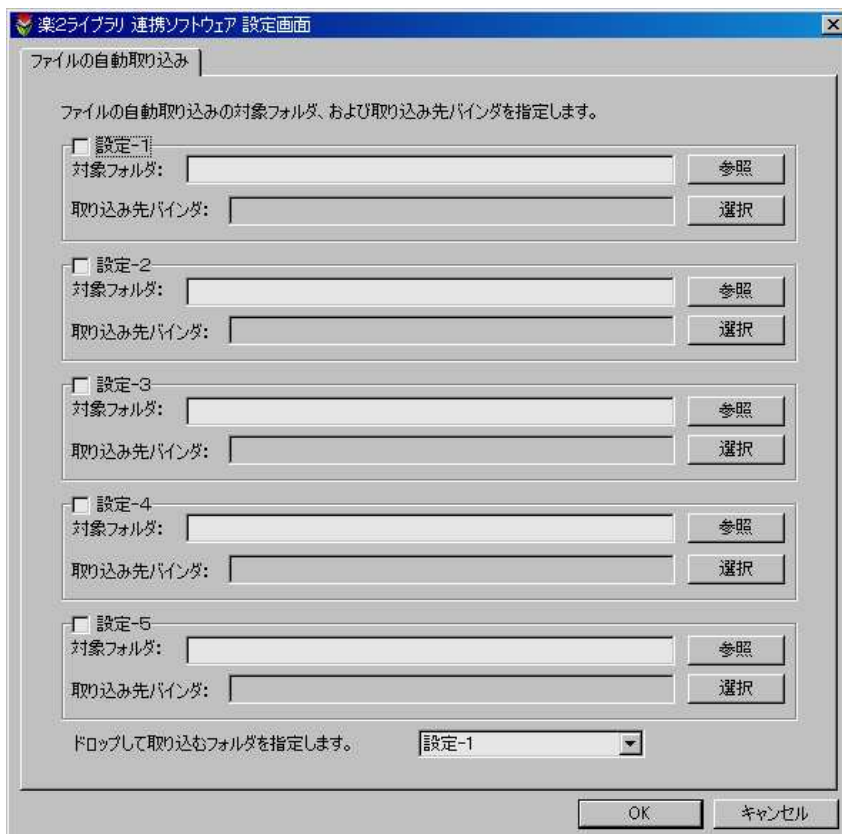 楽2ライブラリ 連携ソフトウェア 設定画面
ファイルの自動取り込み
ファイルの自動取り込みの対象フォルダ、および取り込み先バインダを指定します。
設定-1
対象フォルダ: 参照
取り込み先バインダ: 選択
設定-2
対象フォルダ: 参照
取り込み先バインダ: 選択
設定-3
対象フォルダ: 参照
取り込み先バインダ: 選択
設定-4
対象フォルダ: 参照
取り込み先バインダ: 選択
設定-5
対象フォルダ: 参照
取り込み先バインダ: 選択
ドロップして取り込むフォルダを指定します。 設定-1
OK キャンセル